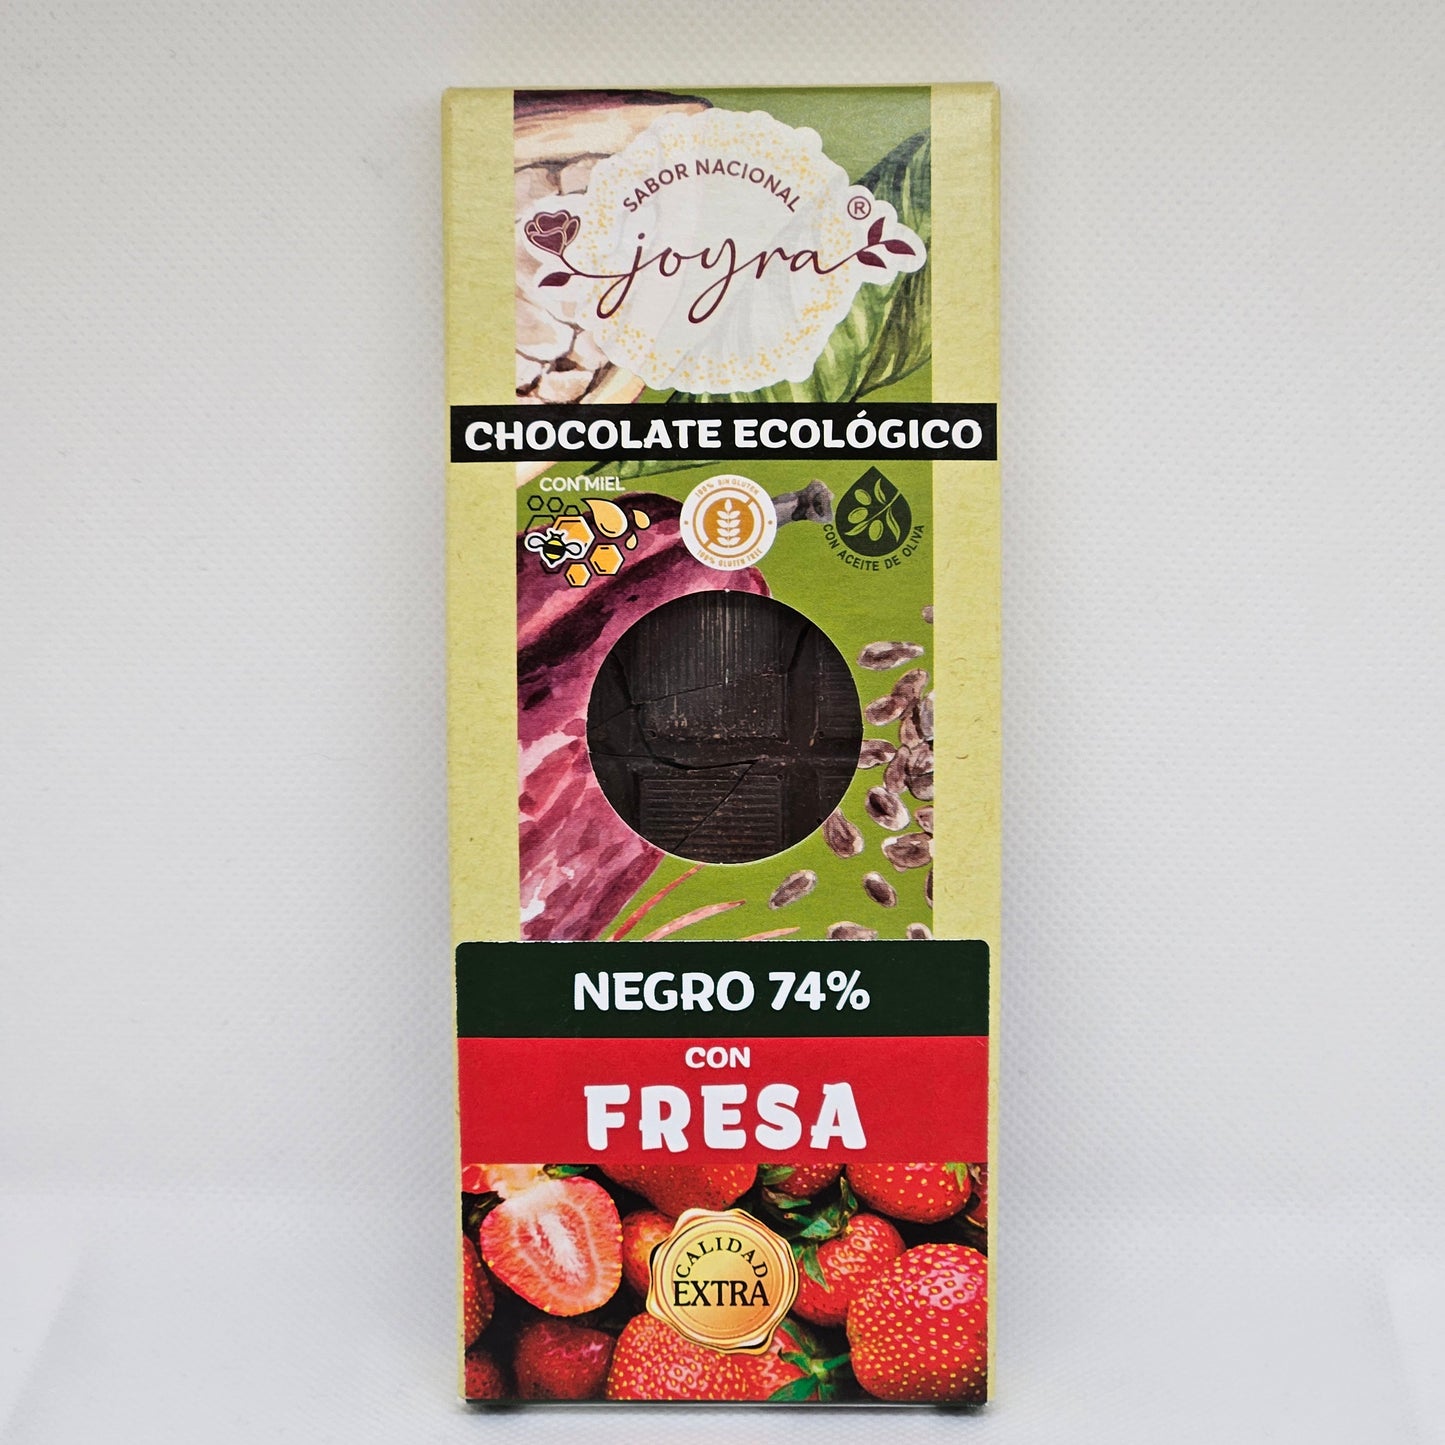 SABOR NACIONAL
®
joyra
CHOCOLATE ECOLÓGICO
CON MIEL
100% SIN GLUTEN
100% GLUTEN FREE
CON ACEITE DE OLIVA
NEGRO 74%
CON
FRESA
CALIDAD
EXTRA